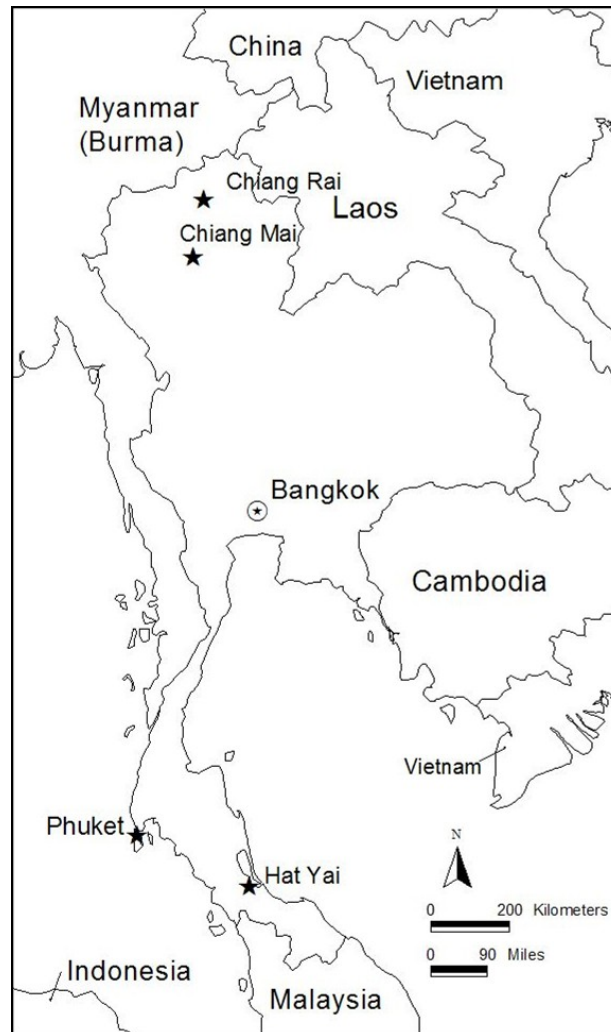 China
Vietnam
Myanmar
(Burma)
Chiang Rai
Laos
Chiang Mai
Bangkok
Cambodia
Vietnam
Phuket
N
Hat Yai
0 200 Kilometers
0 90 Miles
Indonesia
Malaysia